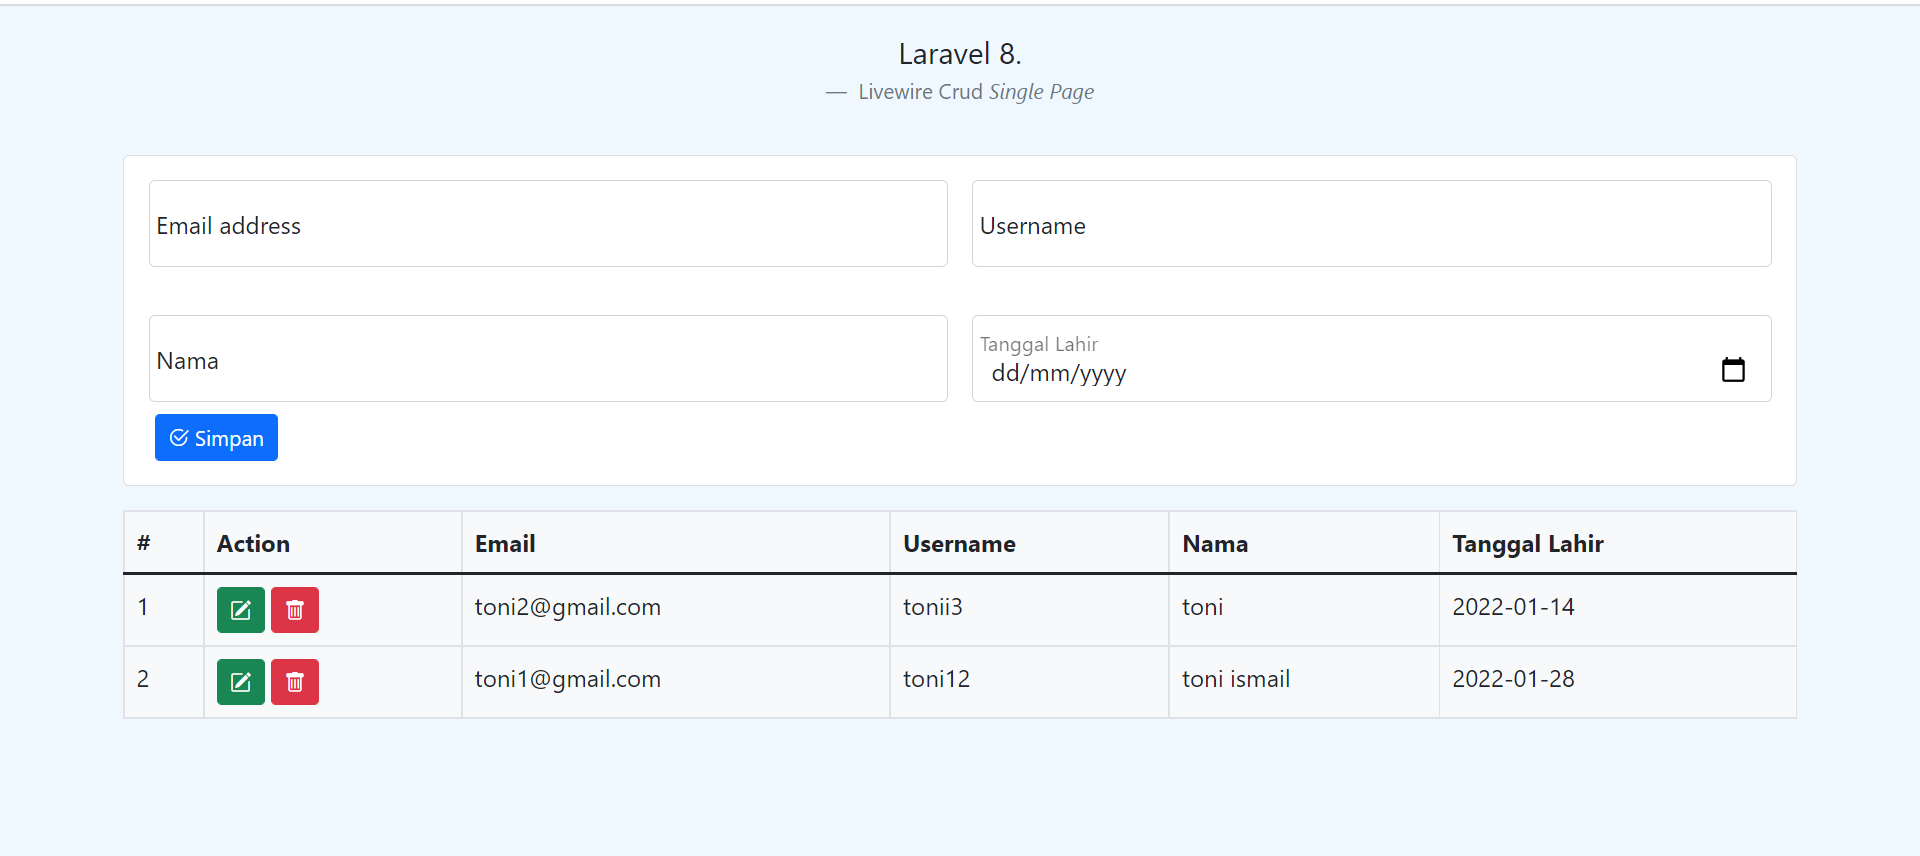 Laravel 8.
— Livewire Crud Single Page
Email address
Username
Nama
Tanggal Lahir
dd/mm/yyyy
Simpan
# Action Email Username Nama Tanggal Lahir
1 toni2@gmail.com tonii3 toni 2022-01-14
2 toni1@gmail.com toni12 toni ismail 2022-01-28